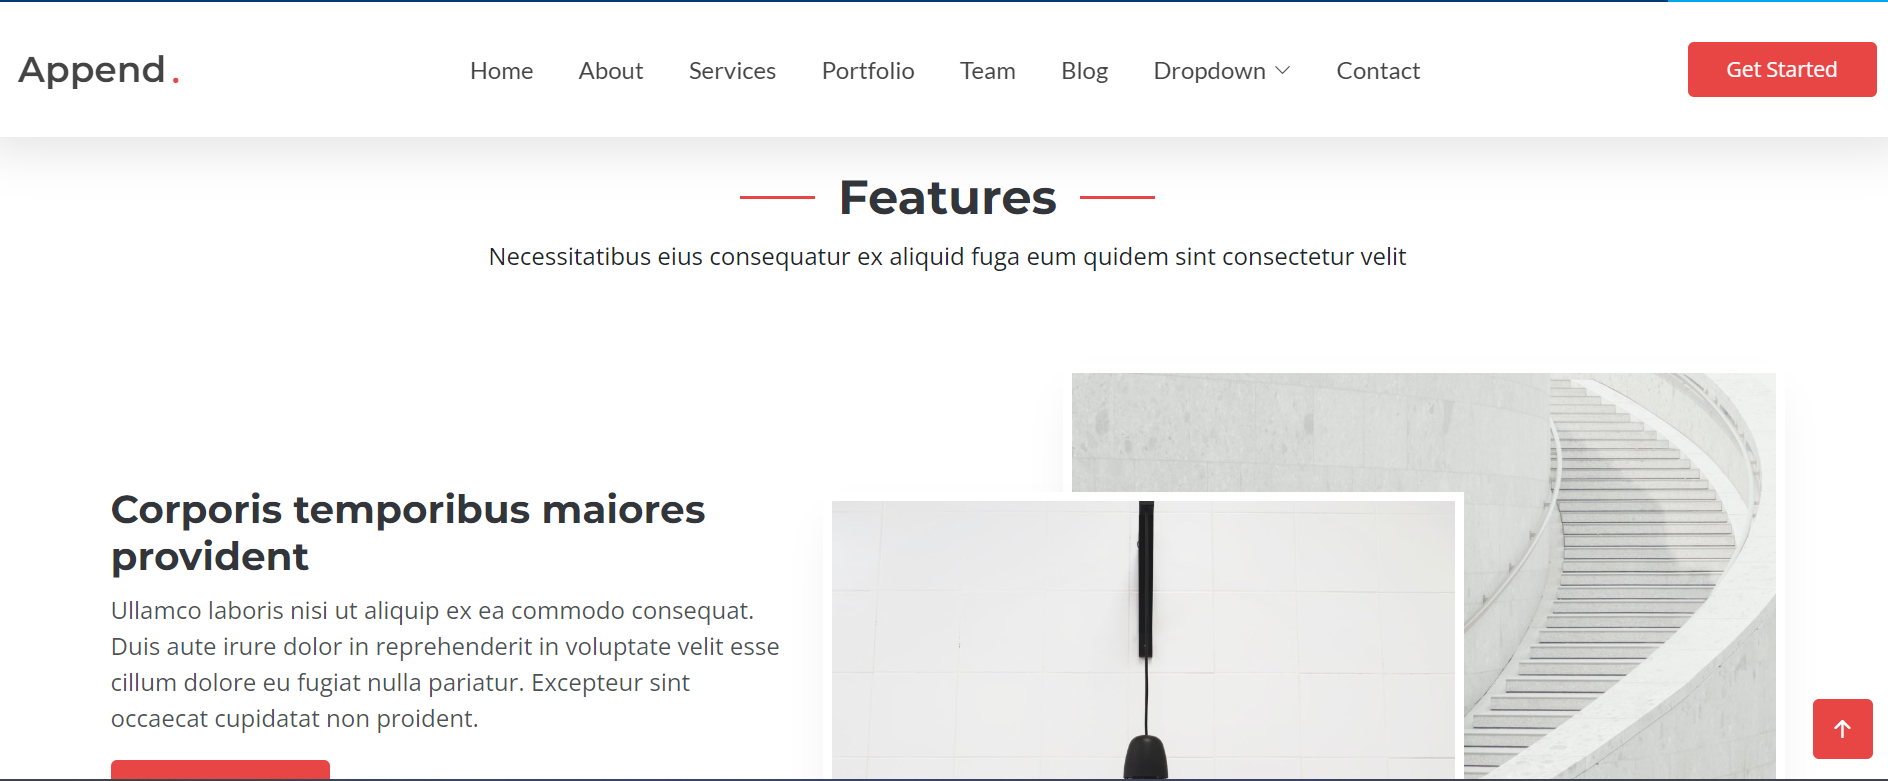 Append.
Home About Services Portfolio Team Blog Dropdown Contact
Get Started
Features
Necessitatibus eius consequatur ex aliquid fuga eum quidem sint consectetur velit
Corporis temporibus maiores
provident
Ullamco laboris nisi ut aliquip ex ea commodo consequat.
Duis aute irure dolor in reprehenderit in voluptate velit esse
cillum dolore eu fugiat nulla pariatur. Excepteur sint
occaecat cupidatat non proident.